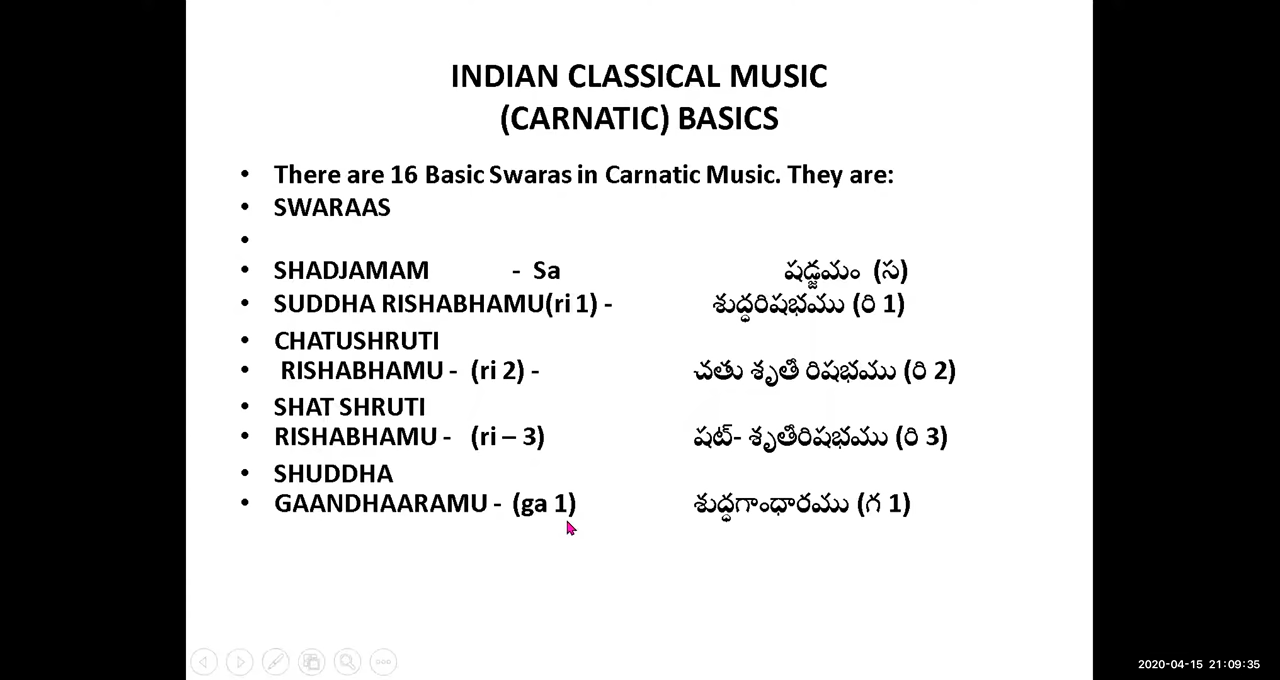 INDIAN CLASSICAL MUSIC
(CARNATIC) BASICS
• There are 16 Basic Swaras in Carnatic Music. They are:
• SWARAAS
•
• SHADJAMAM - Sa షడ్జమం (స)
• SUDDHA RISHABHAMU(ri 1) - శుద్ధరిషభము (రి 1)
• CHATUSHRUTI
• RISHABHAMU - (ri 2) - చతు శృతీ రిషభము (రి 2)
• SHAT SHRUTI
• RISHABHAMU - (ri – 3) షట్- శృతీరిషభము (రి 3)
• SHUDDHA
• GAANDHAARAMU - (ga 1) శుద్ధగాంధారము (గ 1)
2020-04-15 21:09:35